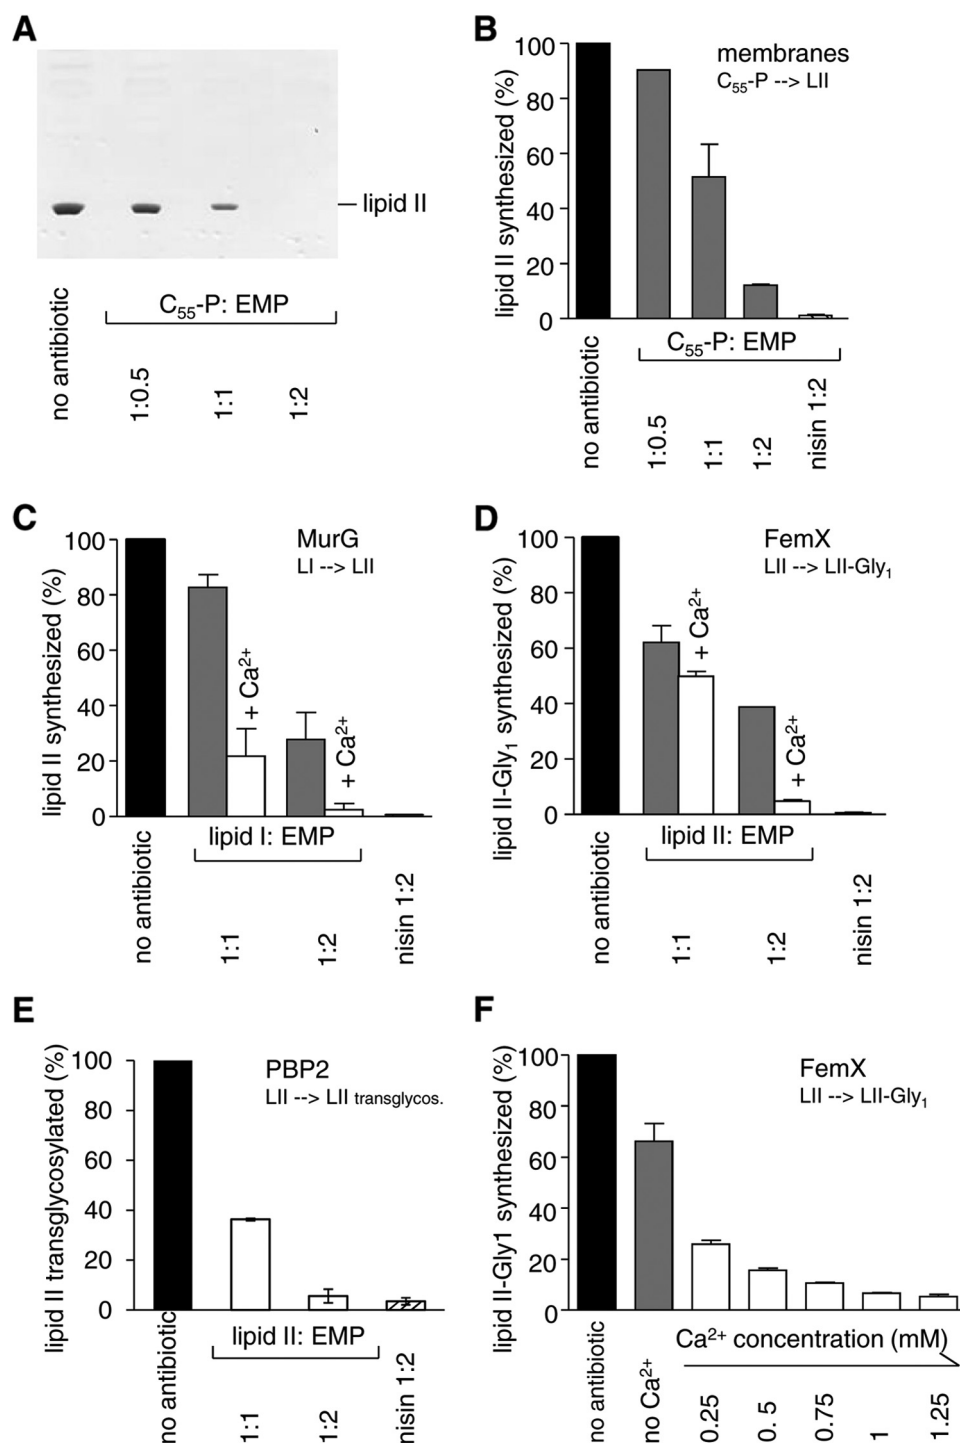 A
lipid II
no antibiotic
C₅₅-P: EMP
1:0.5
1:1
1:2
B
lipid II synthesized (%)
100
80
60
40
20
0
membranes
C₅₅-P --> LII
no antibiotic
C₅₅-P: EMP
1:0.5
1:1
1:2
nisin 1:2
C
lipid II synthesized (%)
100
80
60
40
20
0
MurG
LI --> LII
+ Ca²⁺
+ Ca²⁺
no antibiotic
lipid I: EMP
1:1
1:2
nisin 1:2
D
lipid II-Gly₁ synthesized (%)
100
80
60
40
20
0
FemX
LII --> LII-Gly₁
+ Ca²⁺
+ Ca²⁺
no antibiotic
lipid II: EMP
1:1
1:2
nisin 1:2
E
lipid II transglycosylated (%)
100
80
60
40
20
0
PBP2
LII --> LII transglycos.
no antibiotic
lipid II: EMP
1:1
1:2
nisin 1:2
F
lipid II-Gly1 synthesized (%)
100
80
60
40
20
0
FemX
LII --> LII-Gly₁
no antibiotic
no Ca²⁺
Ca²⁺ concentration (mM)
0.25
0. 5
0.75
1
1.25